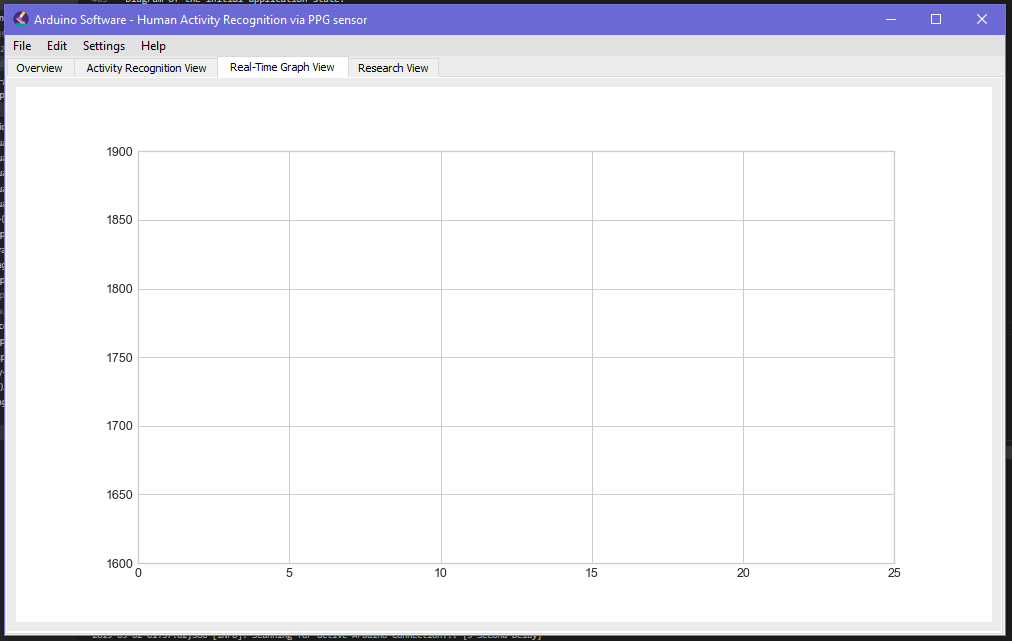 Arduino Software - Human Activity Recognition via PPG sensor
File Edit Settings Help
Overview Activity Recognition View Real-Time Graph View Research View
1900
1850
1800
1750
1700
1650
1600
0 5 10 15 20 25